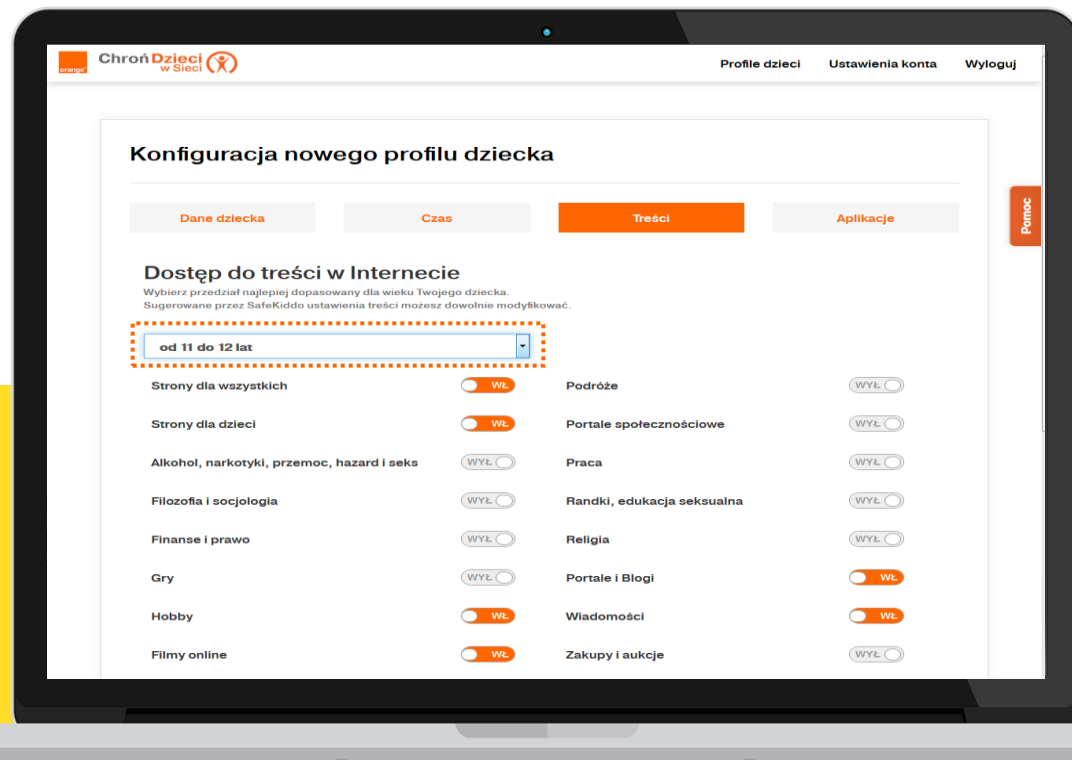 orange™
Chroń Dzieci
w Sieci
Profile dzieci Ustawienia konta Wyloguj
Konfiguracja nowego profilu dziecka
Dane dziecka Czas Treści Aplikacje
Pomoc
Dostęp do treści w Internecie
Wybierz przedział najlepiej dopasowany dla wieku Twojego dziecka.
Sugerowane przez SafeKiddo ustawienia treści możesz dowolnie modyfikować.
od 11 do 12 lat
Strony dla wszystkich WŁ Podróże WYŁ
Strony dla dzieci WŁ Portale społecznościowe WYŁ
Alkohol, narkotyki, przemoc, hazard i seks WYŁ Praca WYŁ
Filozofia i socjologia WYŁ Randki, edukacja seksualna WYŁ
Finanse i prawo WYŁ Religia WYŁ
Gry WYŁ Portale i Blogi WŁ
Hobby WŁ Wiadomości WŁ
Filmy online WŁ Zakupy i aukcje WYŁ